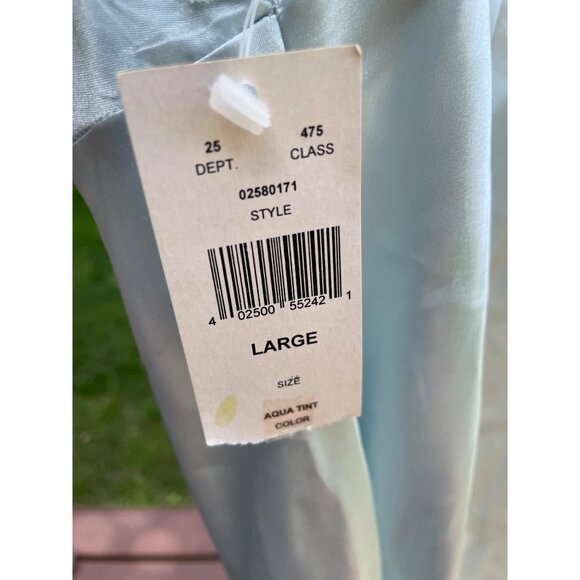 25 475
DEPT. CLASS
02580171
STYLE
4 02500 55242 1
LARGE
SIZE
AQUA TINT
COLOR